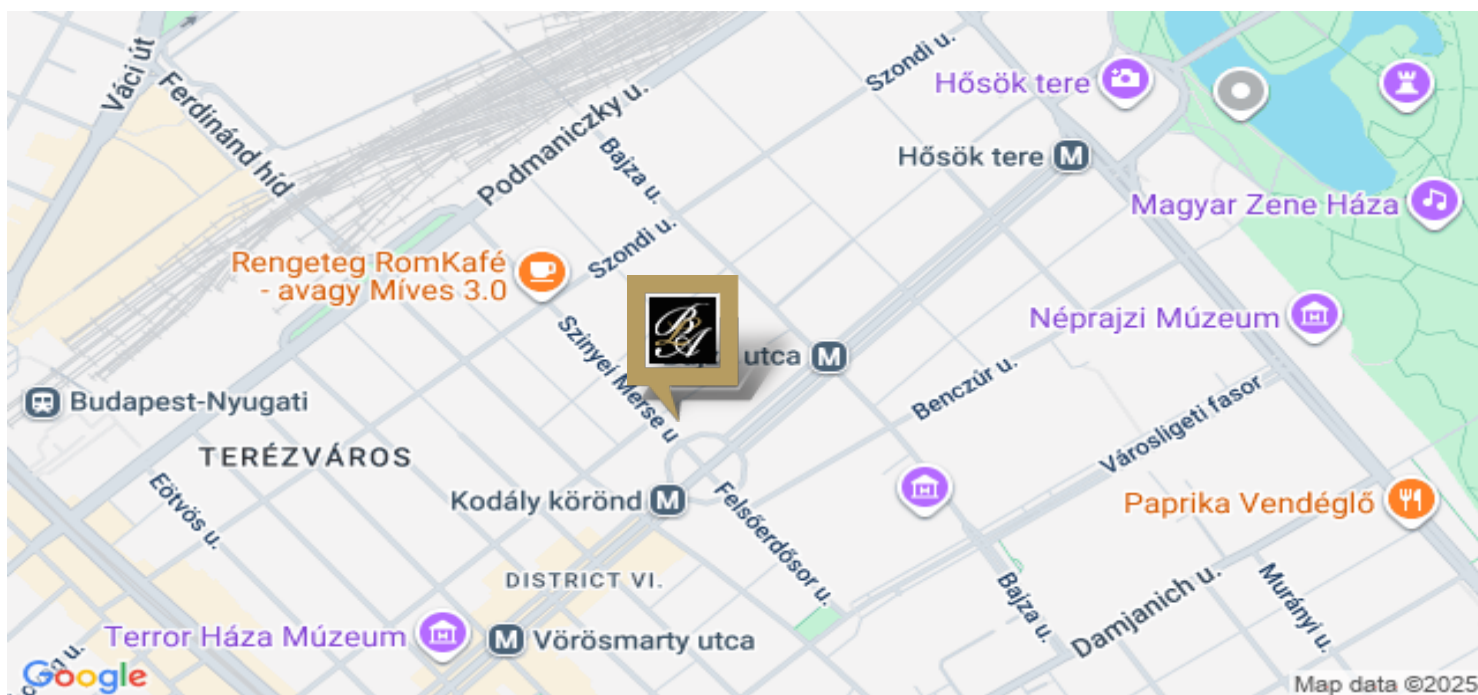 Váci út
Ferdinánd híd
Podmaniczky u.
Bajza u.
Szondi u.
Hősök tere
Hősök tere M
Magyar Zene Háza
Rengeteg RomKafé
- avagy Míves 3.0
Szondi u.
Néprajzi Múzeum
BA
utca M
Szinyei Merse u
Benczúr u.
Városligeti fasor
Budapest-Nyugati
TERÉZVÁROS
Eötvös u.
Kodály körönd M
Felsőerdősor u.
Paprika Vendéglő
DISTRICT VI.
Bajza u.
Damjanich u.
Murányi u.
Terror Háza Múzeum
M Vörösmarty utca
Google
Map data ©2025